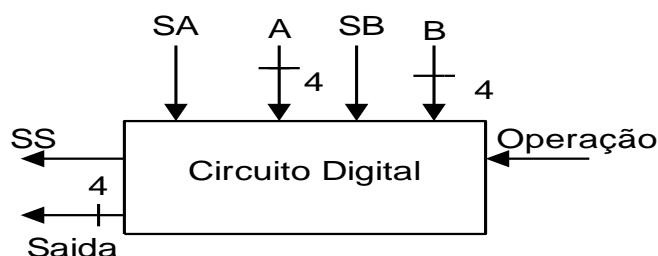 SA A SB B
4 4
SS Operação
Circuito Digital
4
Saida